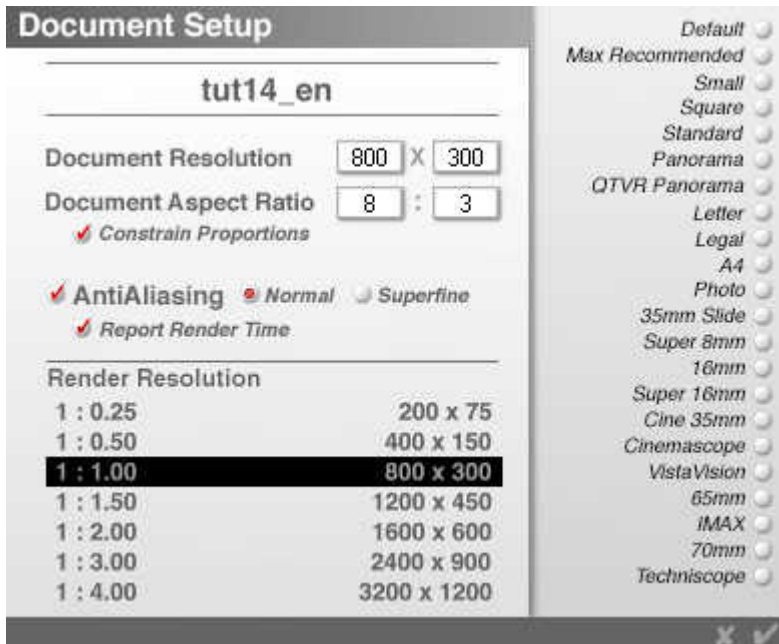 Document Setup
tut14_en
Document Resolution 800 X 300
Document Aspect Ratio 8 : 3
Constrain Proportions
AntiAliasing Normal Superfine
Report Render Time
Render Resolution
1 : 0.25 200 x 75
1 : 0.50 400 x 150
1 : 1.00 800 x 300
1 : 1.50 1200 x 450
1 : 2.00 1600 x 600
1 : 3.00 2400 x 900
1 : 4.00 3200 x 1200
Default
Max Recommended
Small
Square
Standard
Panorama
QTVR Panorama
Letter
Legal
A4
Photo
35mm Slide
Super 8mm
16mm
Super 16mm
Cine 35mm
Cinemascope
VistaVision
65mm
IMAX
70mm
Techniscope